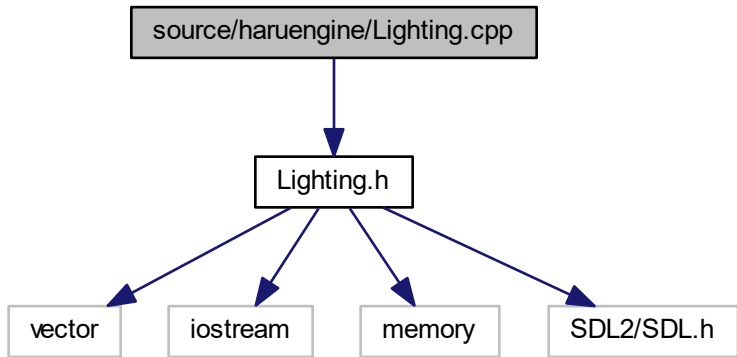 source/haruengine/Lighting.cpp
Lighting.h
vector
iostream
memory
SDL2/SDL.h